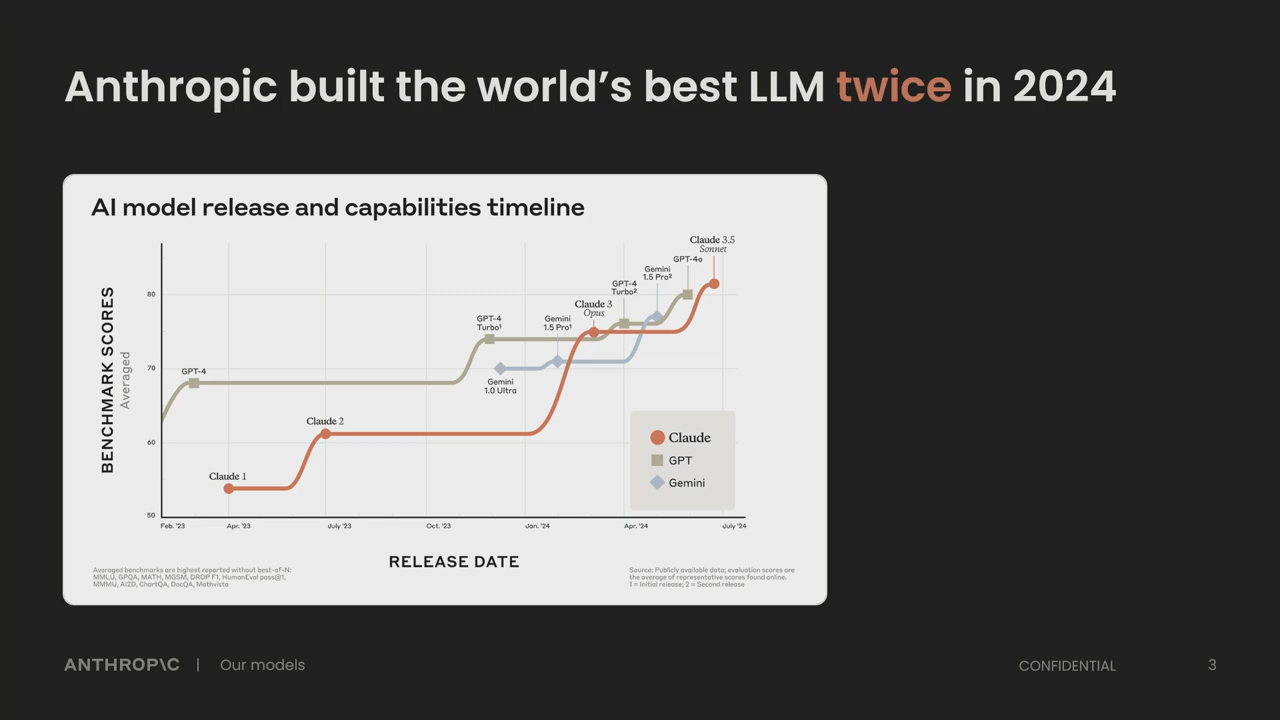 Anthropic built the world’s best LLM twice in 2024
AI model release and capabilities timeline
BENCHMARK SCORES
Averaged
80
70
60
50
GPT-4
Claude 1
Claude 2
GPT-4
Turbo¹
Gemini
1.0 Ultra
Gemini
1.5 Pro¹
Claude 3
Opus
GPT-4
Turbo²
Gemini
1.5 Pro²
GPT-4o
Claude 3.5
Sonnet
Claude
GPT
Gemini
Feb. '23
Apr. '23
July '23
Oct. '23
Jan. '24
Apr. '24
July '24
RELEASE DATE
Averaged benchmarks are highest reported without best-of-N:
MMLU, GPQA, MATH, MGSM, DROP F1, HumanEval pass@1,
MMMU, AI2D, ChartQA, DocQA, Mathvista
Source: Publicly available data; evaluation scores are
the average of representative scores found online.
1 = Initial release; 2 = Second release
ANTHROP\C | Our models
CONFIDENTIAL
3